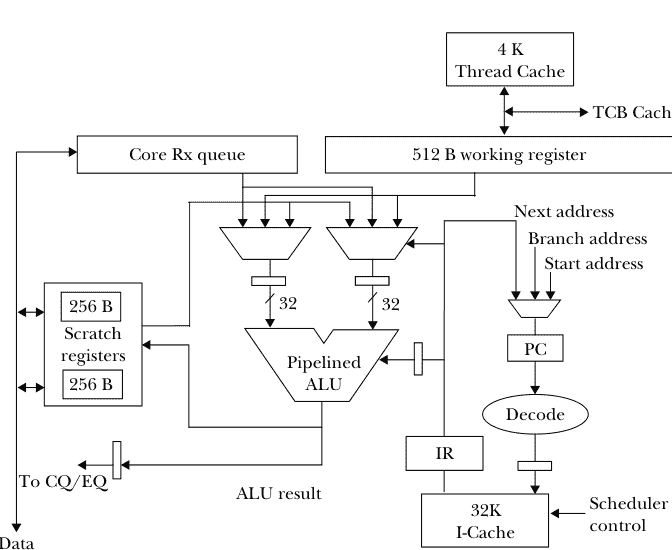 4 K
Thread Cache
TCB Cach
Core Rx queue
512 B working register
Next address
Branch address
Start address
256 B
Scratch
registers
256 B
32
32
Pipelined
ALU
PC
Decode
IR
To CQ/EQ
ALU result
32K
I-Cache
Scheduler
control
Data